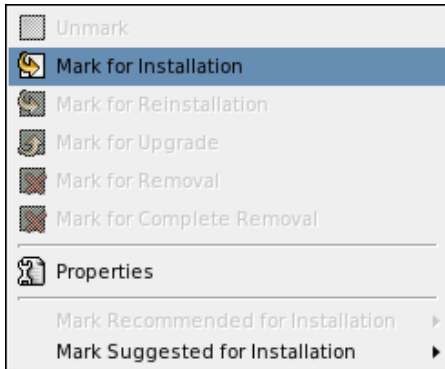 Unmark
Mark for Installation
Mark for Reinstallation
Mark for Upgrade
Mark for Removal
Mark for Complete Removal
Properties
Mark Recommended for Installation
Mark Suggested for Installation